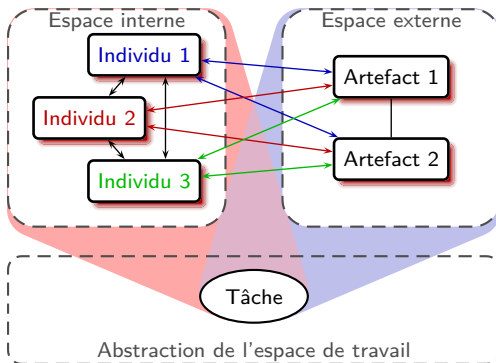 Espace interne
Espace externe
Individu 1
Artefact 1
Individu 2
Artefact 2
Individu 3
Tâche
Abstraction de l'espace de travail